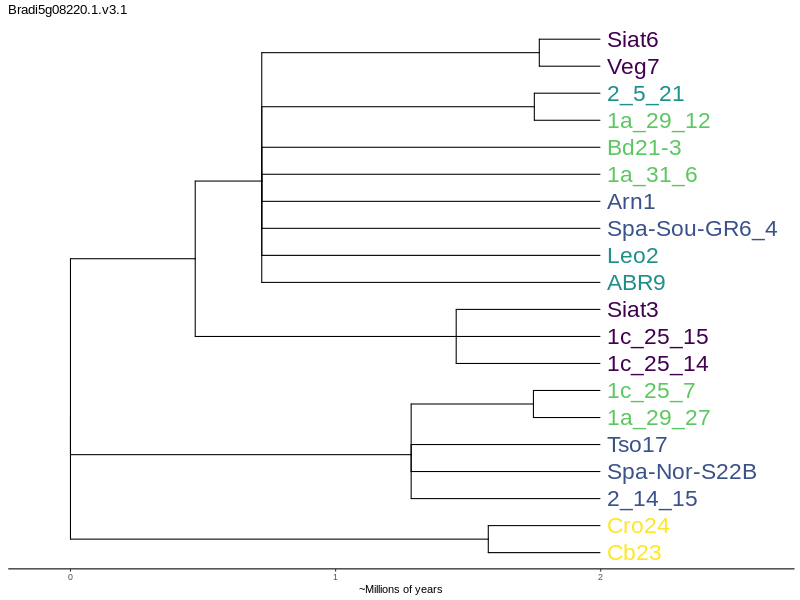 Bradi5g08220.1.v3.1
Siat6
Veg7
2_5_21
1a_29_12
Bd21-3
1a_31_6
Arn1
Spa-Sou-GR6_4
Leo2
ABR9
Siat3
1c_25_15
1c_25_14
1c_25_7
1a_29_27
Tso17
Spa-Nor-S22B
2_14_15
Cro24
Cb23
0 1 2
~Millions of years